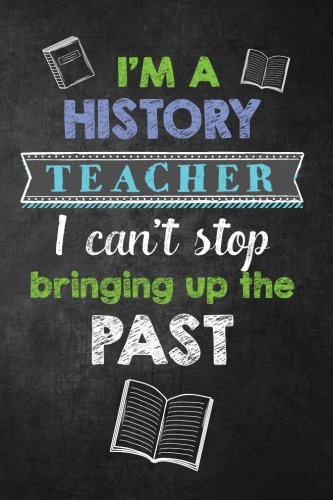 I'M A
HISTORY
TEACHER
I can't stop
bringing up the
PAST